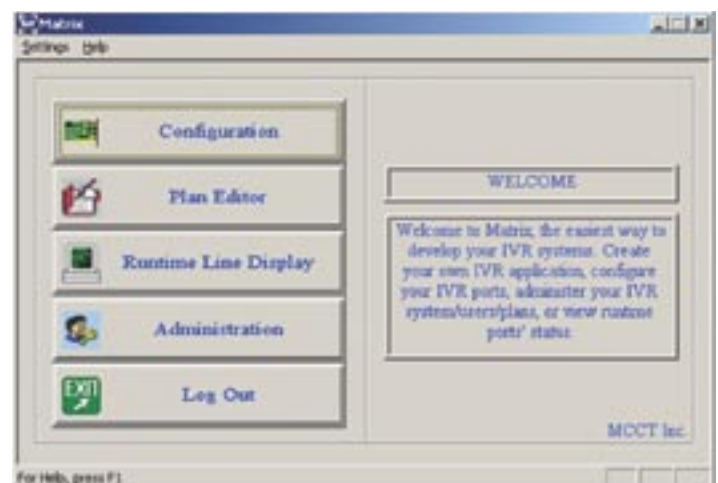 Matrix
Settings Help
Configuration
Plan Editor
Runtime Line Display
Administration
EXIT
Log Out
WELCOME
Welcome to Matrix, the easiest way to
develop your IVR systems. Create
your own IVR application, configure
your IVR ports, administer your IVR
system/users/plans, or view runtime
ports' status
MCCT Inc.
For Help, press F1